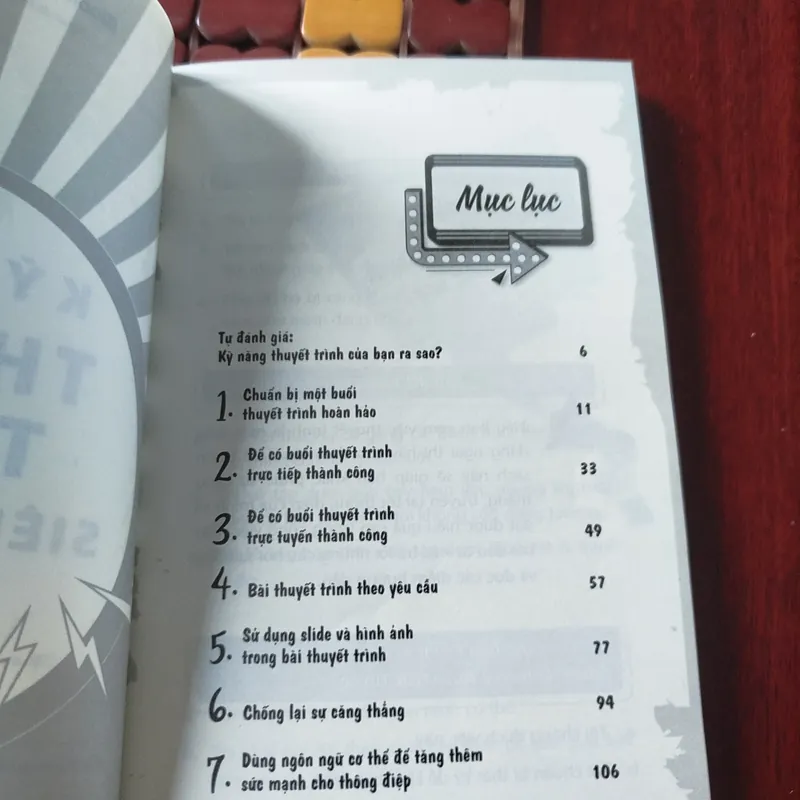 Mục lục
Tự đánh giá:
Kỹ năng thuyết trình của bạn ra sao? 6
1. Chuẩn bị một buổi
thuyết trình hoàn hảo 11
2. Để có buổi thuyết trình
trực tiếp thành công 33
3. Để có buổi thuyết trình
trực tuyến thành công 49
4. Bài thuyết trình theo yêu cầu 57
5. Sử dụng slide và hình ảnh
trong bài thuyết trình 77
6. Chống lại sự căng thẳng 94
7. Dùng ngôn ngữ cơ thể để tăng thêm
sức mạnh cho thông điệp 106